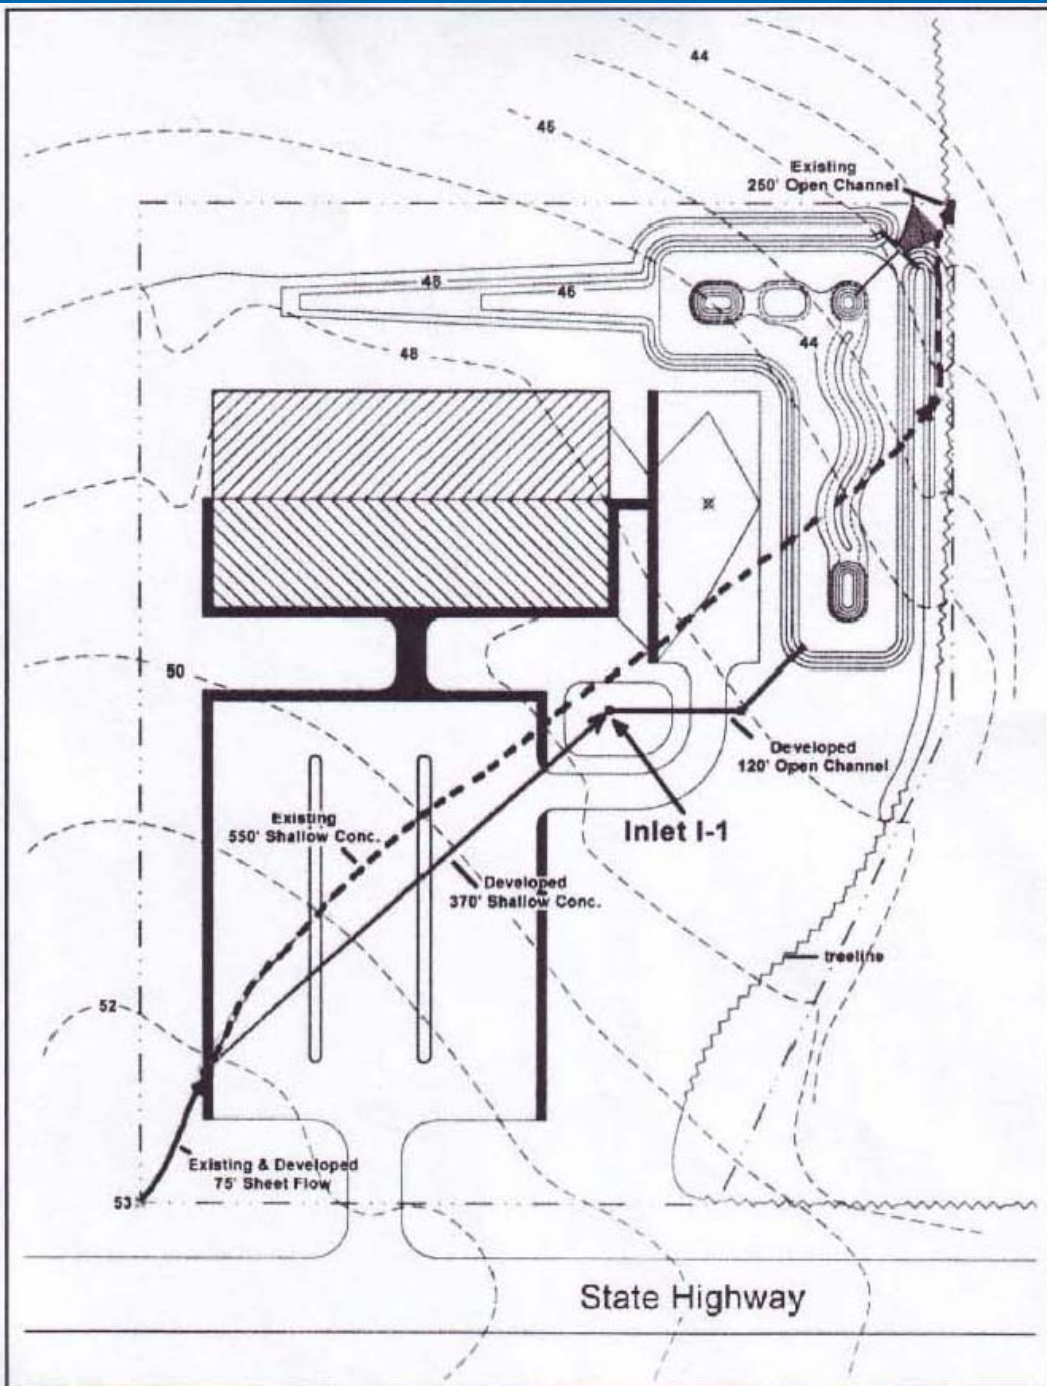 44
46
Existing
250' Open Channel
48
46
48
44
50
Developed
120' Open Channel
Inlet I-1
Existing
550' Shallow Conc.
Developed
370' Shallow Conc.
treeline
52
Existing & Developed
75' Sheet Flow
53
State Highway